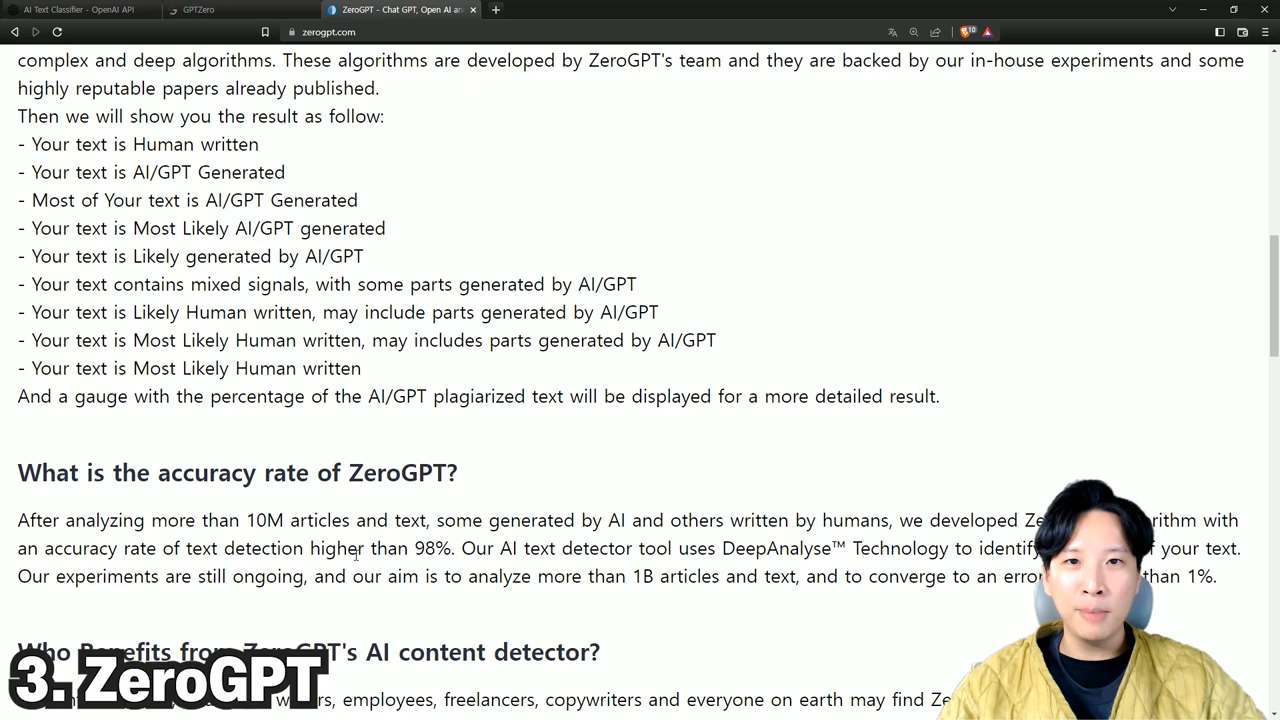 AI Text Classifier - OpenAI API
GPTZero
ZeroGPT - Chat GPT, Open AI an
zerogpt.com
10
complex and deep algorithms. These algorithms are developed by ZeroGPT's team and they are backed by our in-house experiments and some
highly reputable papers already published.
Then we will show you the result as follow:
- Your text is Human written
- Your text is AI/GPT Generated
- Most of Your text is AI/GPT Generated
- Your text is Most Likely AI/GPT generated
- Your text is Likely generated by AI/GPT
- Your text contains mixed signals, with some parts generated by AI/GPT
- Your text is Likely Human written, may include parts generated by AI/GPT
- Your text is Most Likely Human written, may includes parts generated by AI/GPT
- Your text is Most Likely Human written
And a gauge with the percentage of the AI/GPT plagiarized text will be displayed for a more detailed result.
What is the accuracy rate of ZeroGPT?
After analyzing more than 10M articles and text, some generated by AI and others written by humans, we developed with
an accuracy rate of text detection higher than 98%. Our AI text detector tool uses DeepAnalyse™ Technology to identify your text.
Our experiments are still ongoing, and our aim is to analyze more than 1B articles and text, and to converge to an error than 1%.
Who Benefits from ZeroGPT's AI content detector?
employees, freelancers, copywriters and everyone on earth may find
3. ZeroGPT